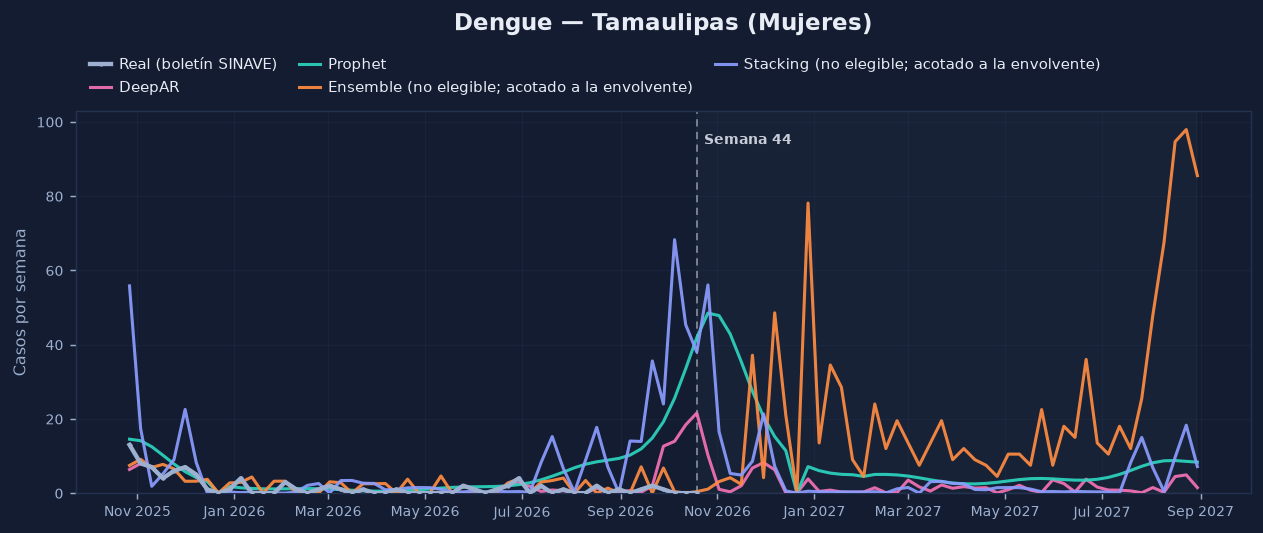 Dengue — Tamaulipas (Mujeres)
Real (boletín SINAVE)
DeepAR
Prophet
Ensemble (no elegible; acotado a la envolvente)
Stacking (no elegible; acotado a la envolvente)
Semana 44
Casos por semana
100
80
60
40
20
0
Nov 2025
Jan 2026
Mar 2026
May 2026
Jul 2026
Sep 2026
Nov 2026
Jan 2027
Mar 2027
May 2027
Jul 2027
Sep 2027